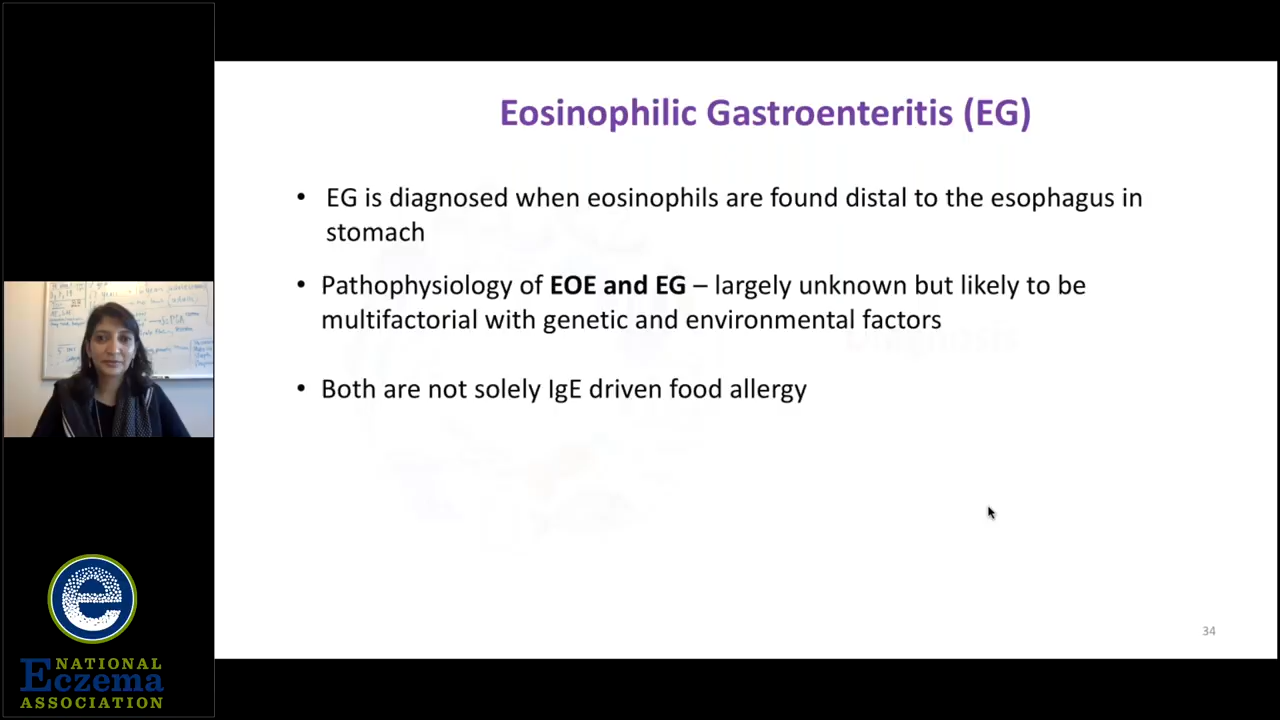 Eosinophilic Gastroenteritis (EG)
• EG is diagnosed when eosinophils are found distal to the esophagus in
stomach
• Pathophysiology of EOE and EG – largely unknown but likely to be
multifactorial with genetic and environmental factors
• Both are not solely IgE driven food allergy
34
e
NATIONAL
Eczema
ASSOCIATION